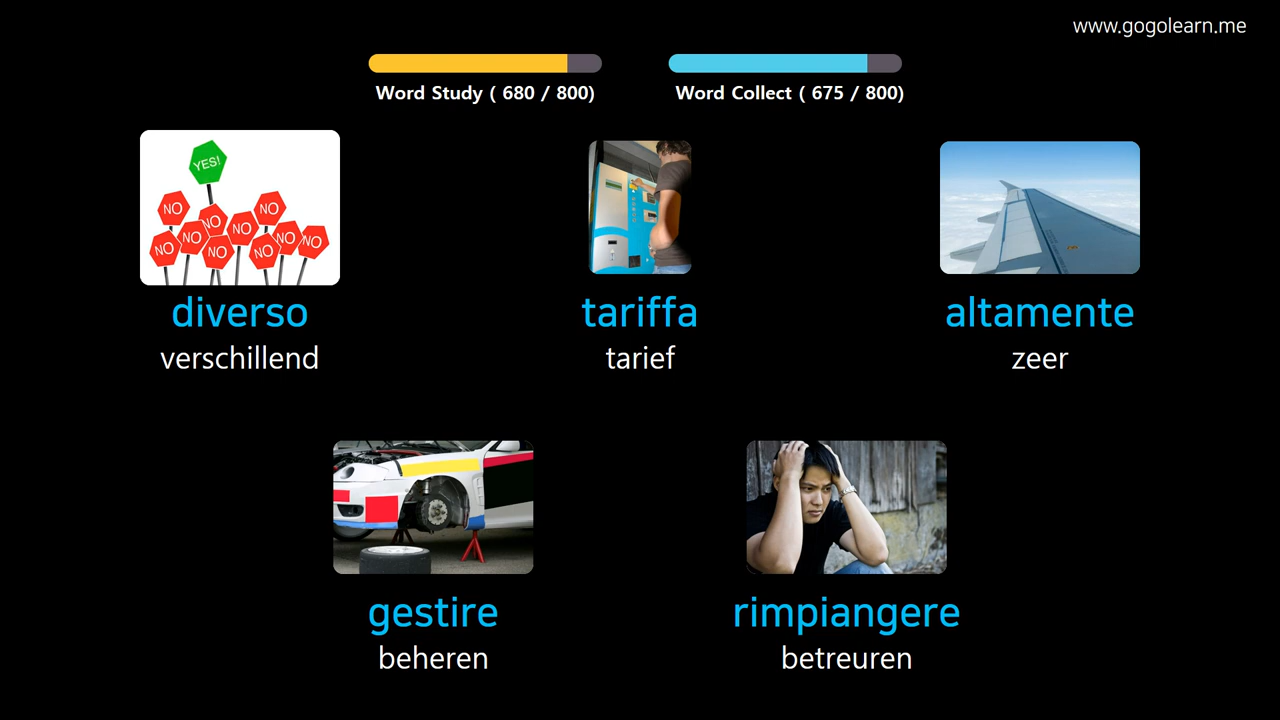 www.gogolearn.me
Word Study ( 680 / 800)
Word Collect ( 675 / 800)
YES!
NO
NO
NO
NO
NO
NO
NO
NO
NO
NO
diverso
verschillend
tariffa
tarief
altamente
zeer
gestire
beheren
rimpiangere
betreuren